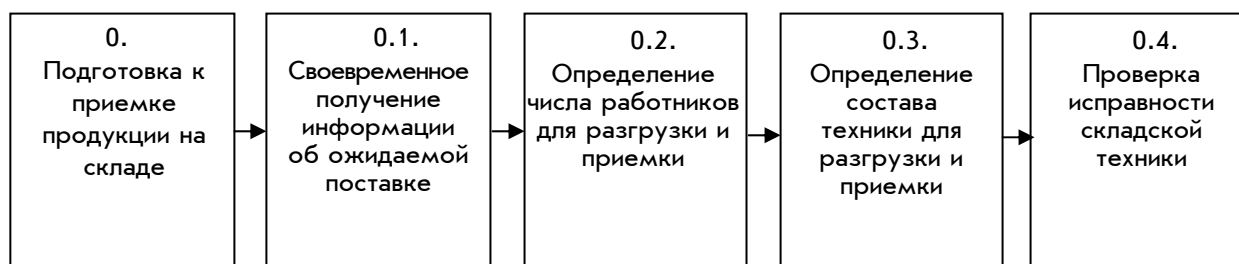 0.
Подготовка к
приемке
продукции на
складе
0.1.
Своевременное
получение
информации
об ожидаемой
поставке
0.2.
Определение
числа работников
для разгрузки и
приемки
0.3.
Определение
состава
техники для
разгрузки и
приемки
0.4.
Проверка
исправности
складской
техники